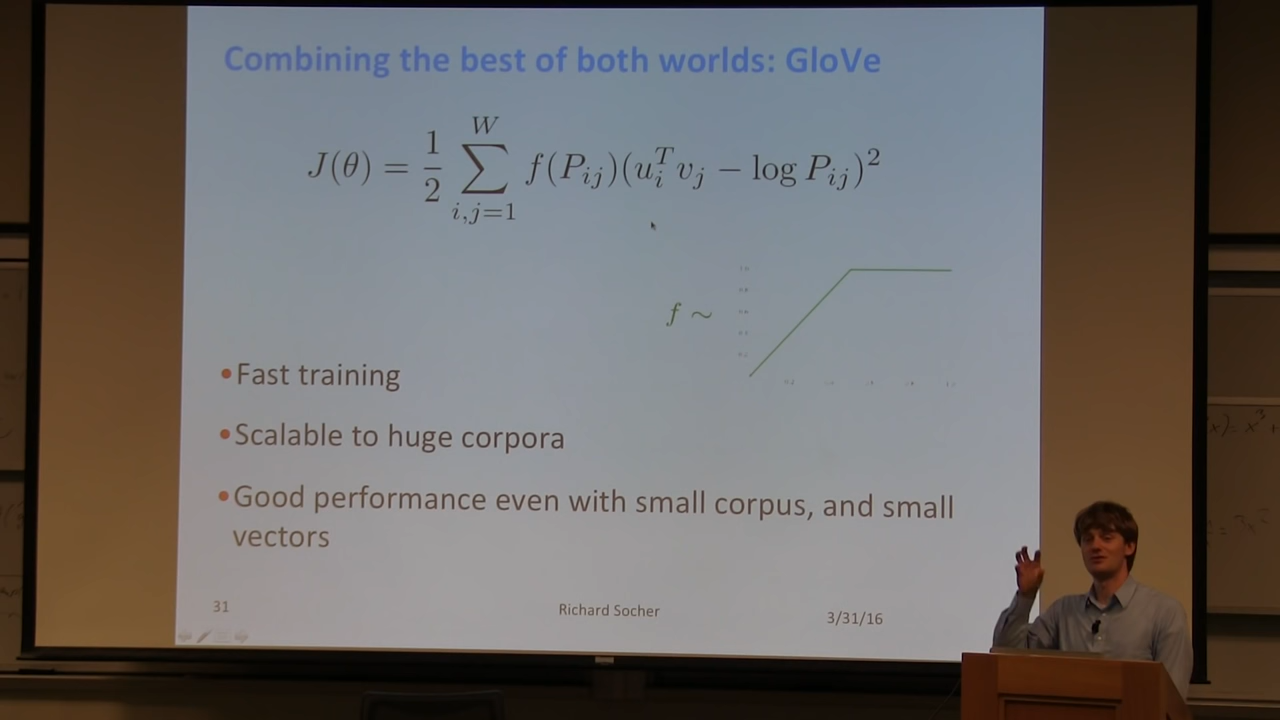 Combining the best of both worlds: GloVe
J(θ) = 1/2 ∑_{i,j=1}^{W} f(P_{ij})(u_i^T v_j − log P_{ij})^2
f ∼
•Fast training
•Scalable to huge corpora
•Good performance even with small corpus, and small
vectors
31
Richard Socher
3/31/16